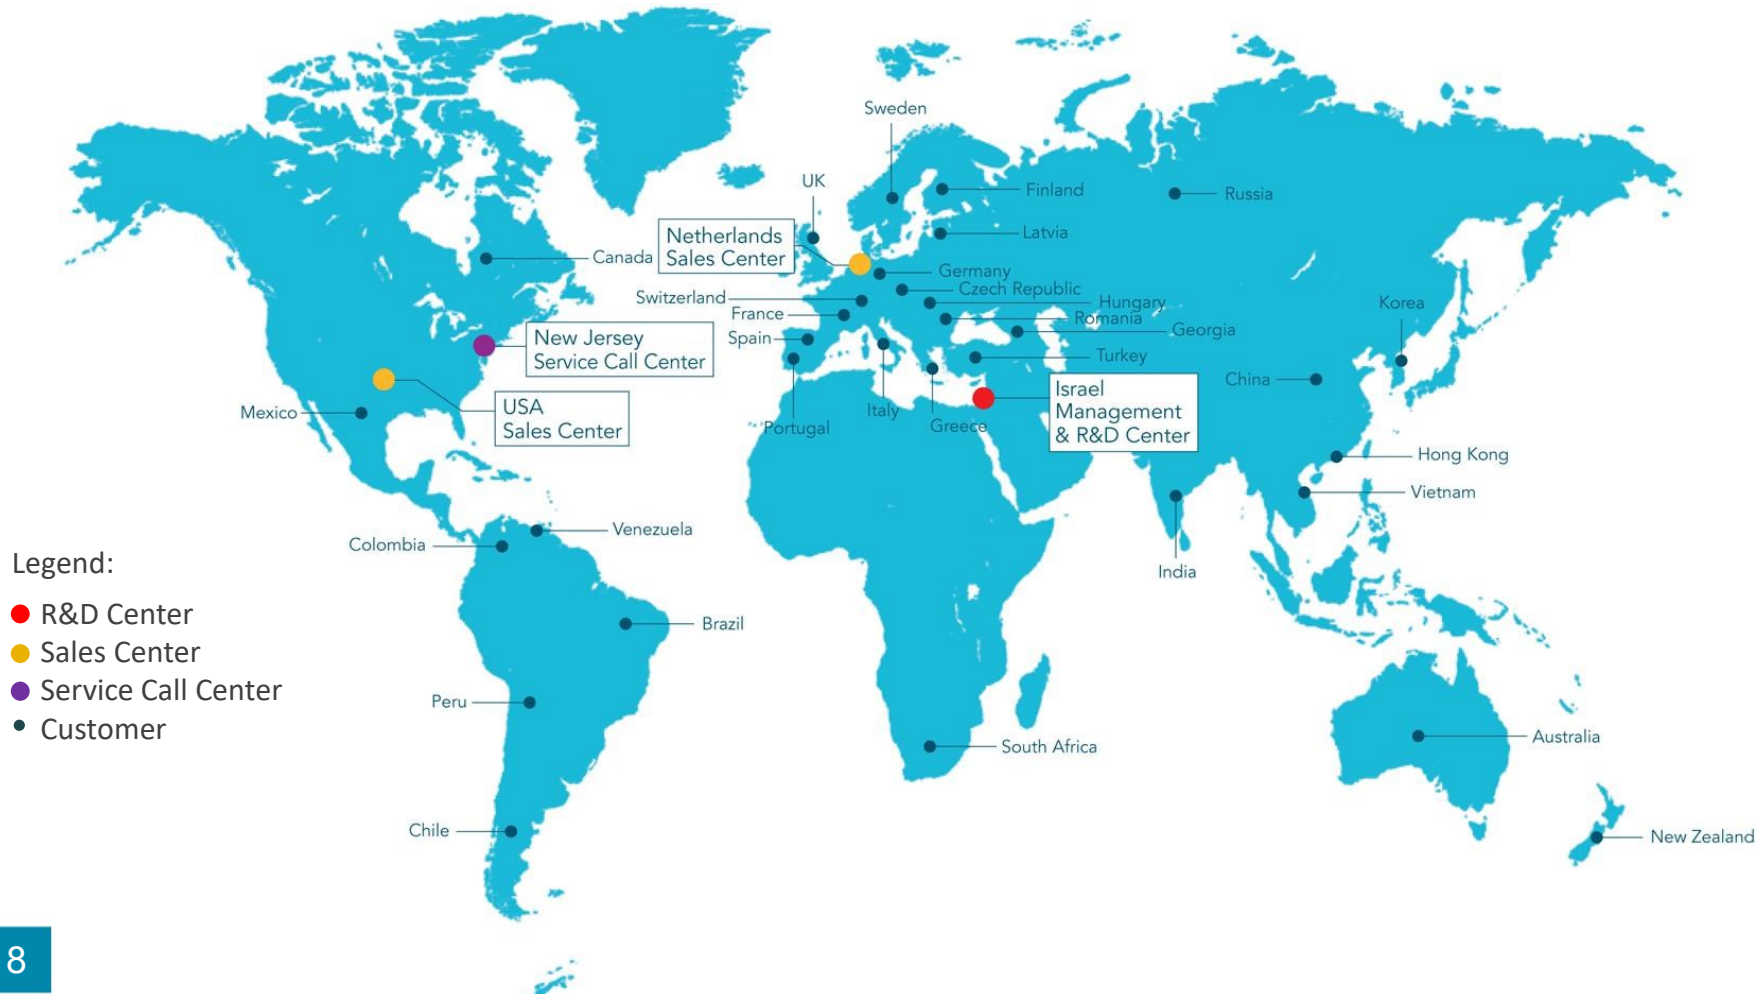 Sweden
UK
Finland
Russia
Netherlands
Sales Center
Latvia
Canada
Germany
Czech Republic
Switzerland
Hungary
Korea
France
Romania
Georgia
New Jersey
Service Call Center
Spain
Turkey
China
Israel
Management
& R&D Center
USA
Sales Center
Mexico
Italy
Portugal
Greece
Hong Kong
Vietnam
Venezuela
Colombia
India
Legend:
R&D Center
Sales Center
Service Call Center
Customer
Brazil
Peru
South Africa
Australia
Chile
New Zealand
8